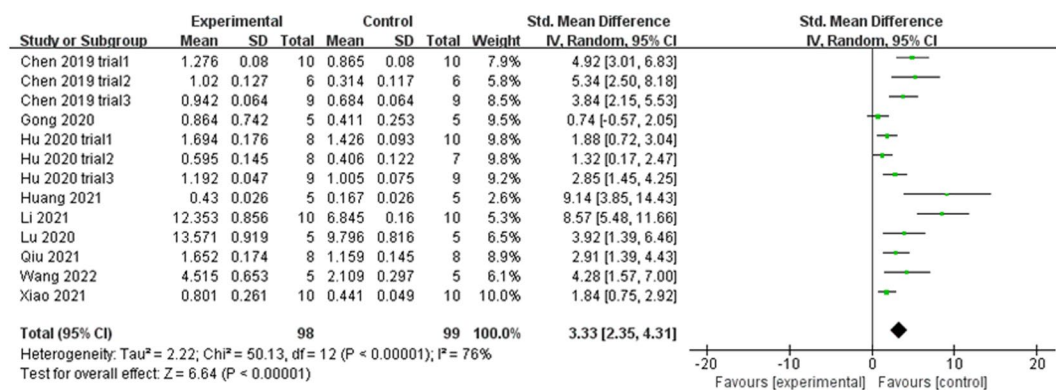 Experimental Control Std. Mean Difference Std. Mean Difference
Study or Subgroup Mean SD Total Mean SD Total Weight IV, Random, 95% CI IV, Random, 95% CI
Chen 2019 trial1 1.276 0.08 10 0.865 0.08 10 7.9% 4.92 [3.01, 6.83]
Chen 2019 trial2 1.02 0.127 6 0.314 0.117 6 5.8% 5.34 [2.50, 8.18]
Chen 2019 trial3 0.942 0.064 9 0.684 0.064 9 8.6% 3.84 [2.15, 5.53]
Gong 2020 0.864 0.742 5 0.411 0.253 5 9.5% 0.74 [-0.57, 2.05]
Hu 2020 trial1 1.694 0.176 8 1.426 0.093 10 9.8% 1.88 [0.72, 3.04]
Hu 2020 trial2 0.595 0.145 8 0.406 0.122 7 9.8% 1.32 [0.17, 2.47]
Hu 2020 trial3 1.192 0.047 9 1.005 0.075 9 9.3% 2.85 [1.45, 4.25]
Huang 2021 0.43 0.026 5 0.167 0.026 5 2.6% 9.14 [3.85, 14.43]
Li 2021 12.353 0.856 10 6.845 0.16 10 5.3% 8.57 [5.48, 11.66]
Lu 2020 13.571 0.919 5 9.796 0.816 5 6.5% 3.92 [1.39, 6.46]
Qiu 2021 1.652 0.174 8 1.159 0.145 8 8.9% 2.91 [1.39, 4.43]
Wang 2022 4.515 0.653 5 2.109 0.297 5 6.1% 4.28 [1.57, 7.00]
Xiao 2021 0.801 0.261 10 0.441 0.049 10 10.0% 1.84 [0.75, 2.92]
Total (95% CI) 98 99 100.0% 3.33 [2.35, 4.31]
Heterogeneity: Tau² = 2.22; Chi² = 50.13, df = 12 (P < 0.00001); I² = 76%
Test for overall effect: Z = 6.64 (P < 0.00001)
-20 -10 0 10 20
Favours [experimental] Favours [control]